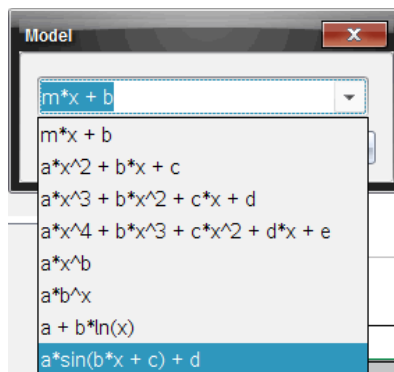 Model
m*x + b
m*x + b
a*x^2 + b*x + c
a*x^3 + b*x^2 + c*x + d
a*x^4 + b*x^3 + c*x^2 + d*x + e
a*x^b
a*b^x
a + b*ln(x)
a*sin(b*x + c) + d